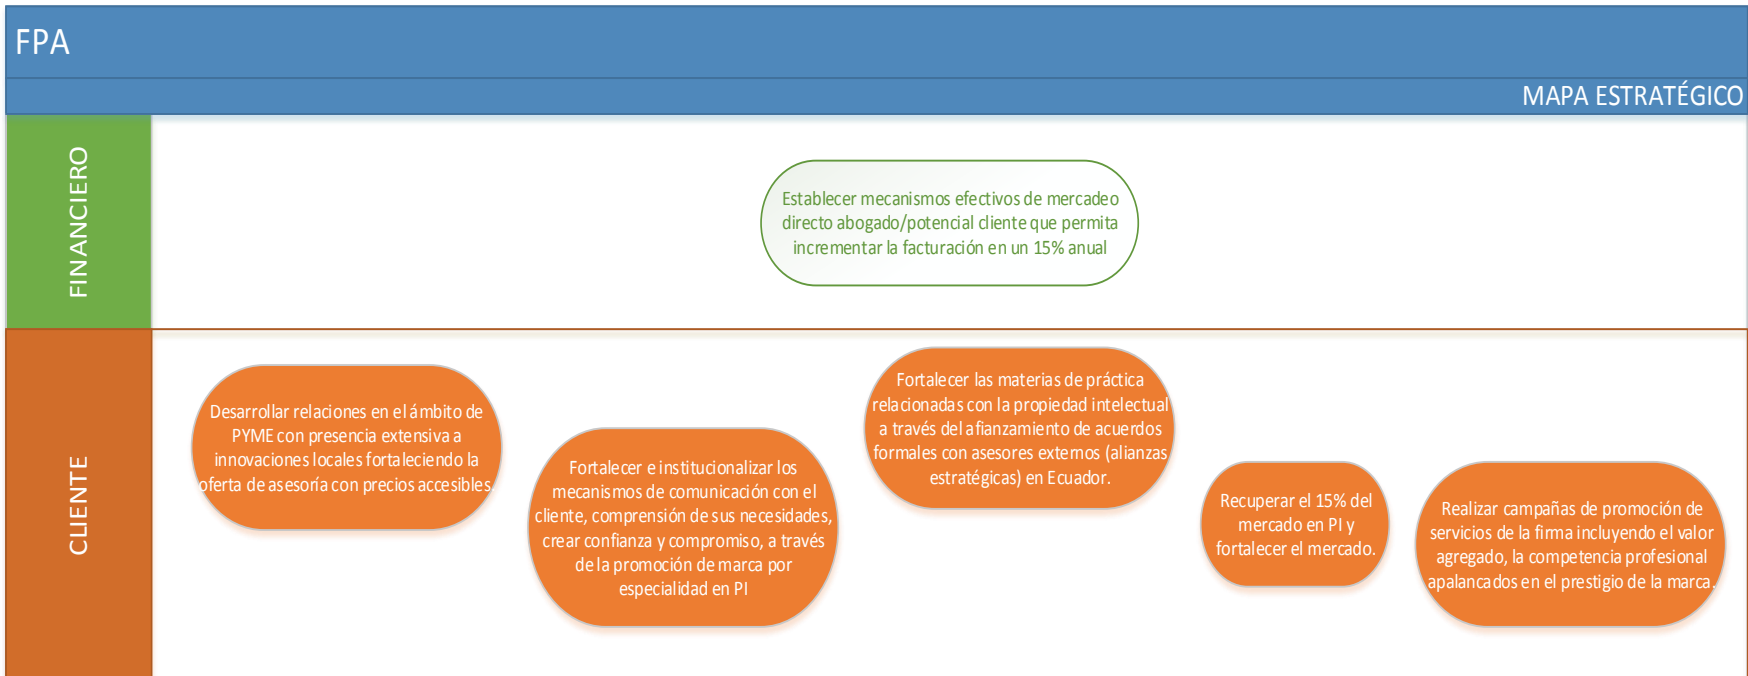 FPA
MAPA ESTRATÉGICO
FINANCIERO
Establecer mecanismos efectivos de mercadeo
directo abogado/potencial cliente que permita
incrementar la facturación en un 15% anual
CLIENTE
Desarrollar relaciones en el ámbito de
PYME con presencia extensiva a
innovaciones locales fortaleciendo la
oferta de asesoría con precios accesibles.
Fortalecer e institucionalizar los
mecanismos de comunicación con el
cliente, comprensión de sus necesidades,
crear confianza y compromiso, a través
de la promoción de marca por
especialidad en PI
Fortalecer las materias de práctica
relacionadas con la propiedad intelectual
a través del afianzamiento de acuerdos
formales con asesores externos (alianzas
estratégicas) en Ecuador.
Recuperar el 15% del
mercado en PI y
fortalecer el mercado.
Realizar campañas de promoción de
servicios de la firma incluyendo el valor
agregado, la competencia profesional
apalancados en el prestigio de la marca.